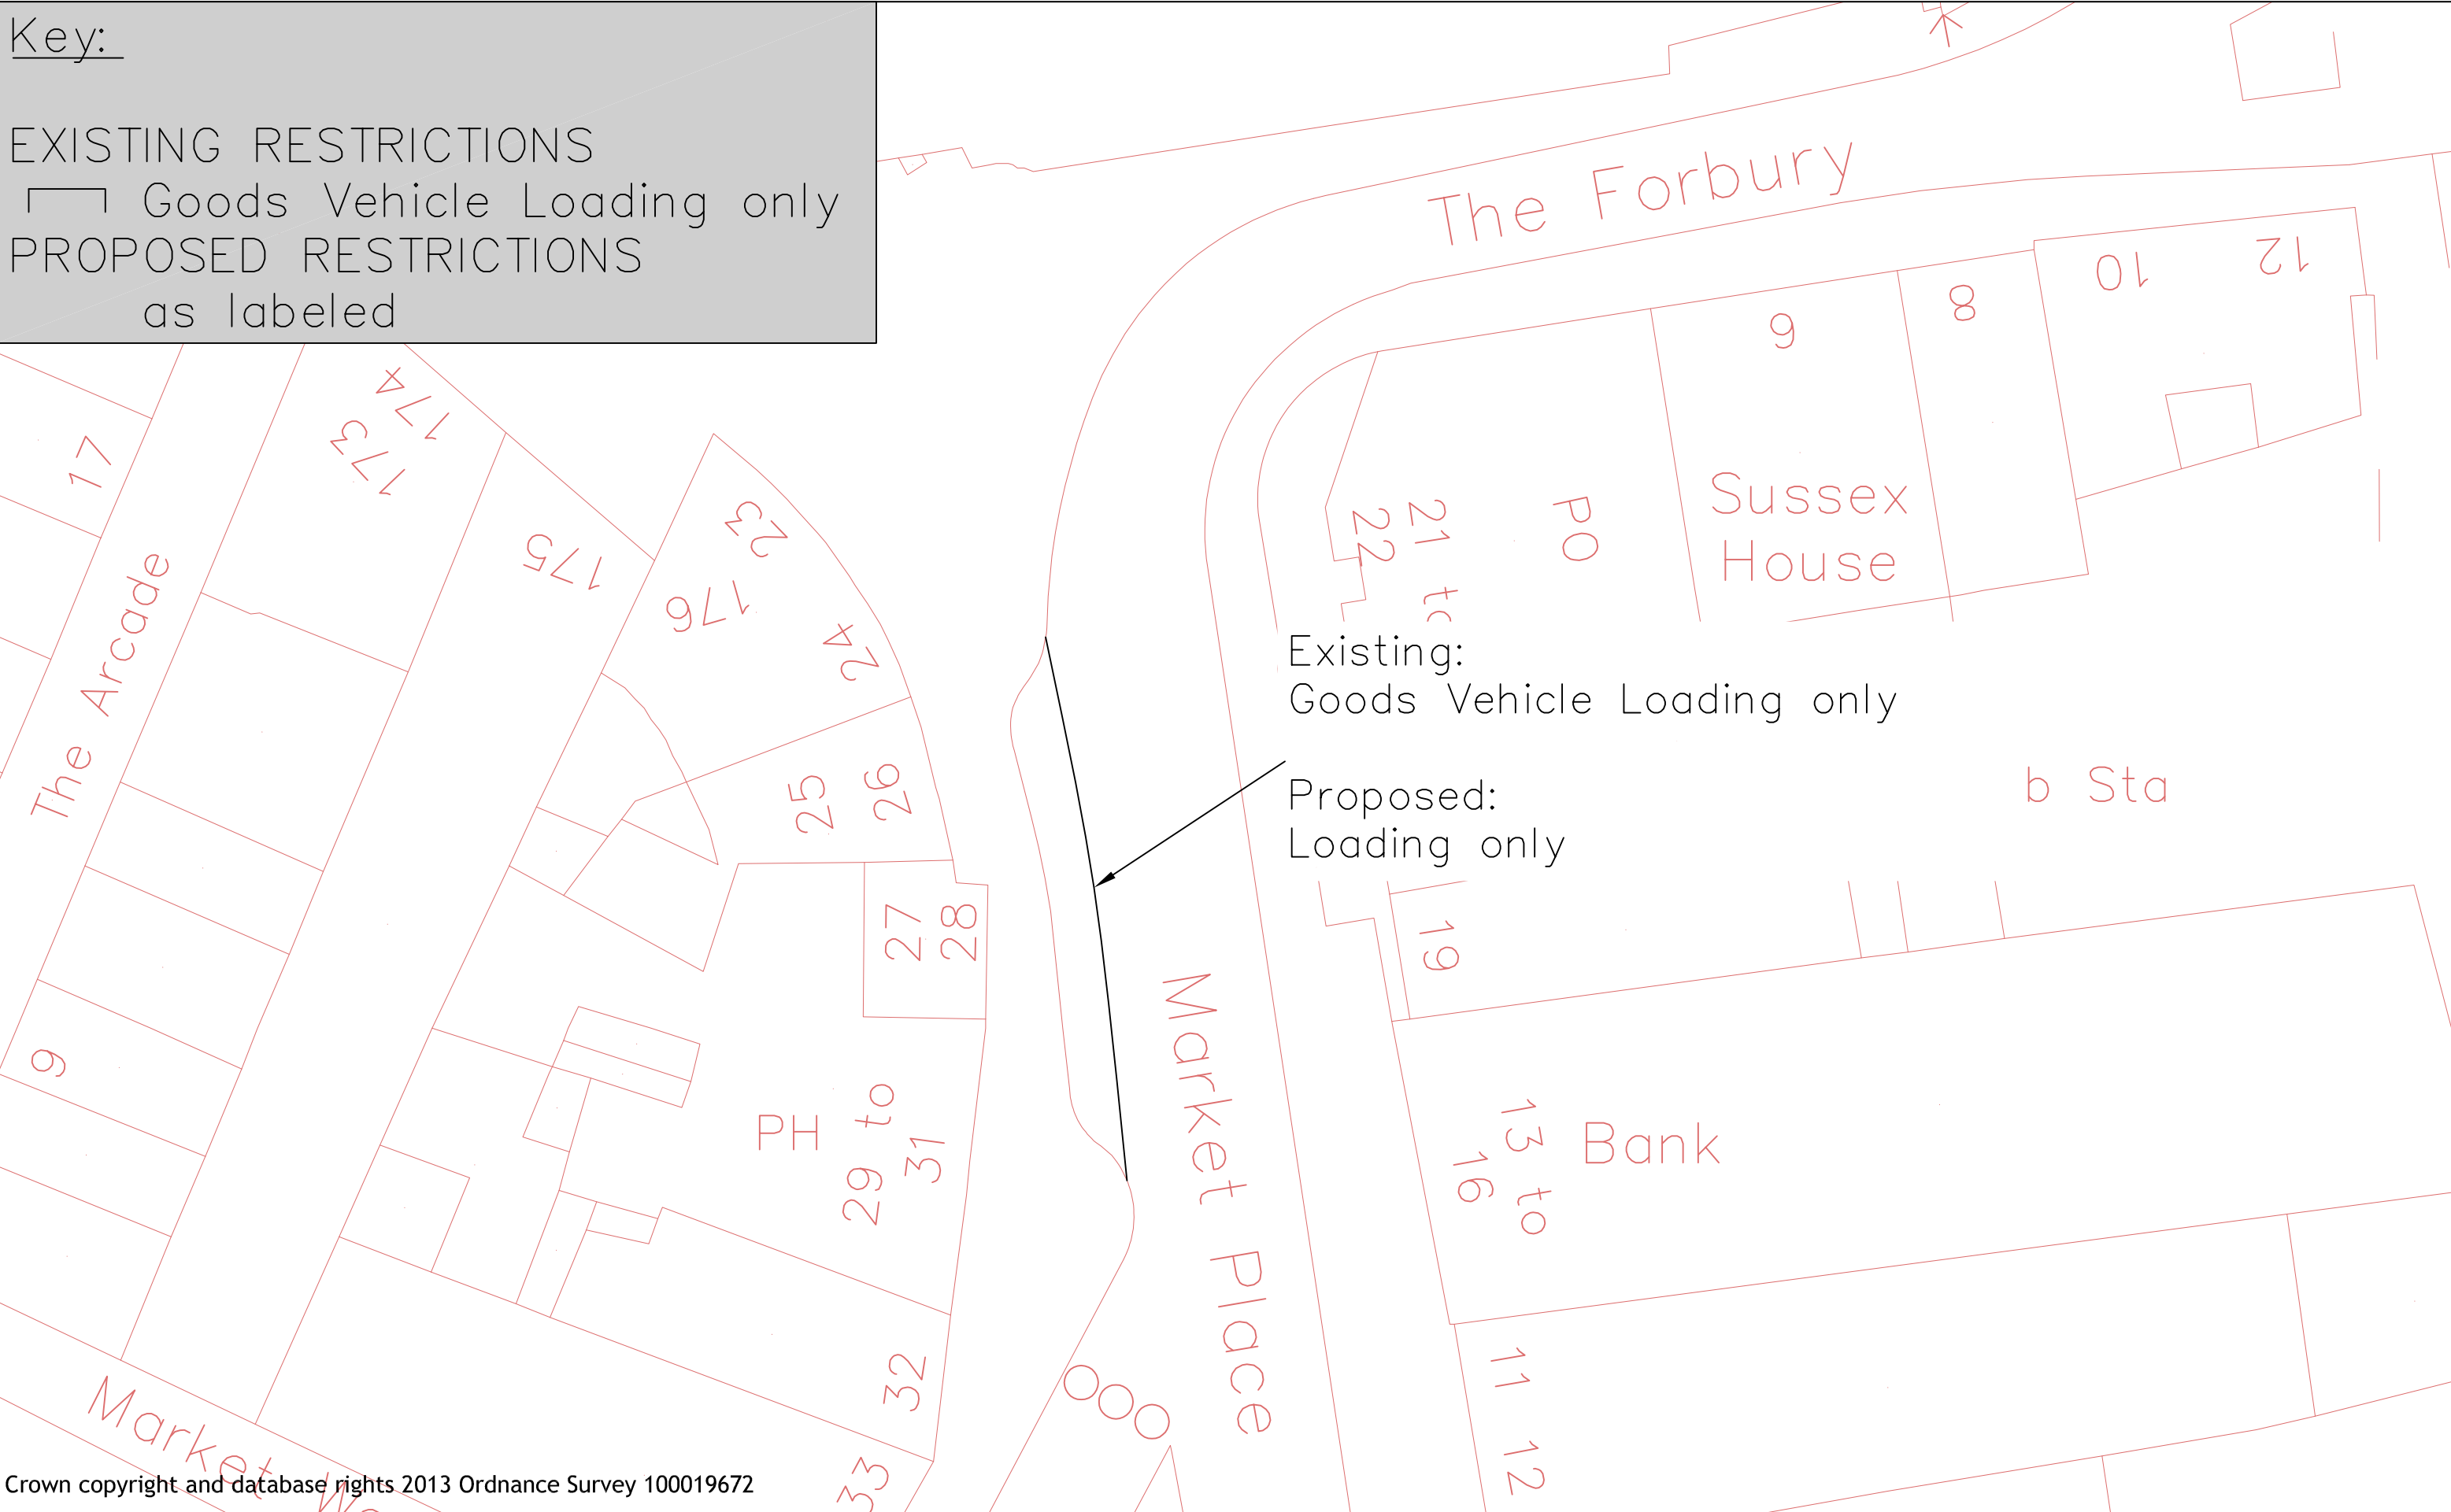 Key:
EXISTING RESTRICTIONS
Goods Vehicle Loading only
PROPOSED RESTRICTIONS
as labeled
The Forbury
12
10
8
6
174
173
17
175
23
176
24
The Arcade
21 to
22
PO
Sussex
House
Existing:
Goods Vehicle Loading only
Proposed:
Loading only
b Sta
25
26
27
28
19
9
PH
29 to
31
Market Place
13 to
16
Bank
32
33
11
12
Market
Crown copyright and database rights 2013 Ordnance Survey 100019672